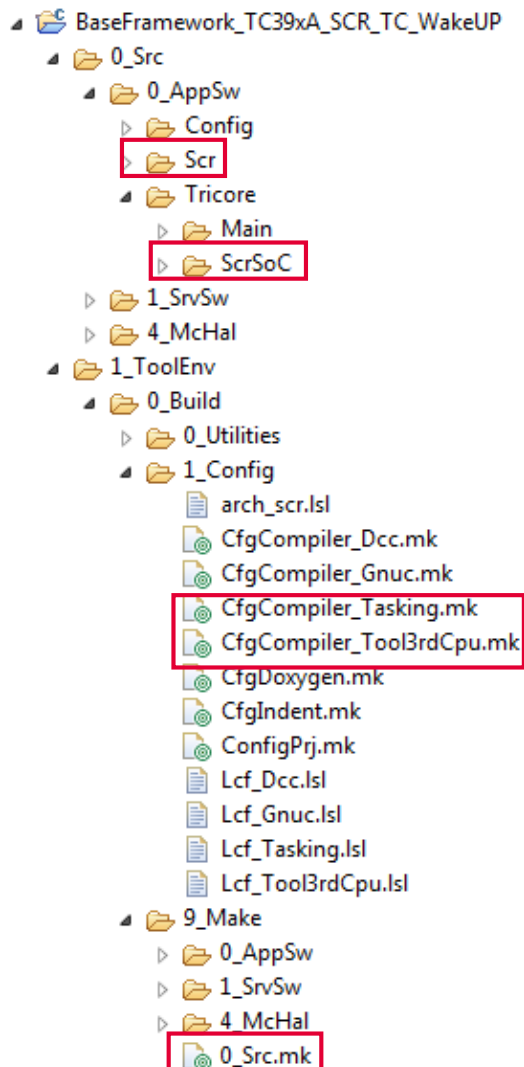 BaseFramework_TC39xA_SCR_TC_WakeUP
0_Src
0_AppSw
Config
Scr
Tricore
Main
ScrSoC
1_SrvSw
4_McHal
1_ToolEnv
0_Build
0_Utilities
1_Config
arch_scr.lsl
CfgCompiler_Dcc.mk
CfgCompiler_Gnuc.mk
CfgCompiler_Tasking.mk
CfgCompiler_Tool3rdCpu.mk
CfgDoxygen.mk
CfgIndent.mk
ConfigPrj.mk
Lcf_Dcc.lsl
Lcf_Gnuc.lsl
Lcf_Tasking.lsl
Lcf_Tool3rdCpu.lsl
9_Make
0_AppSw
1_SrvSw
4_McHal
0_Src.mk